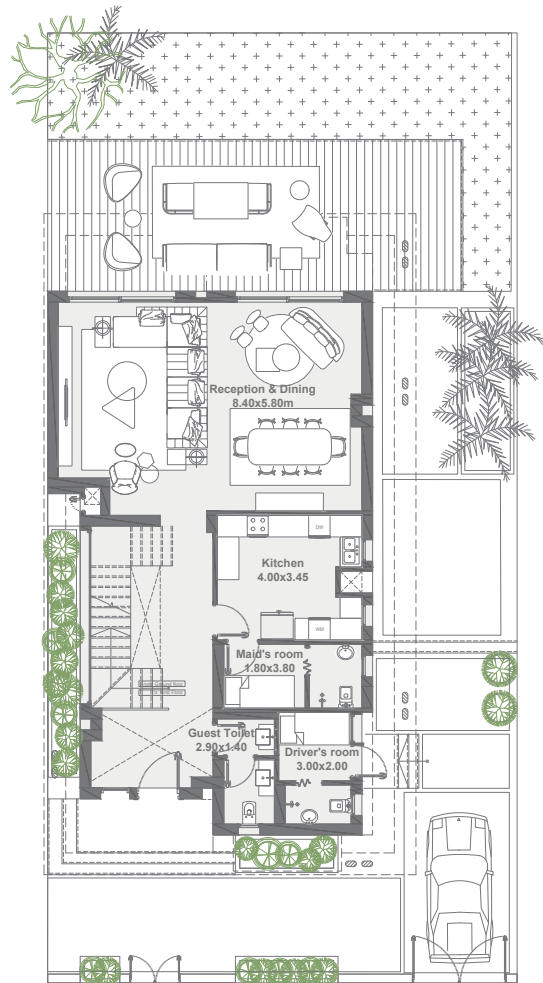 Reception & Dining
8.40x5.80m
DW
Kitchen
4.00x3.45
WM
Maid's room
1.80x3.80
Guest Toilet
2.90x1.40
Driver's room
3.00x2.00